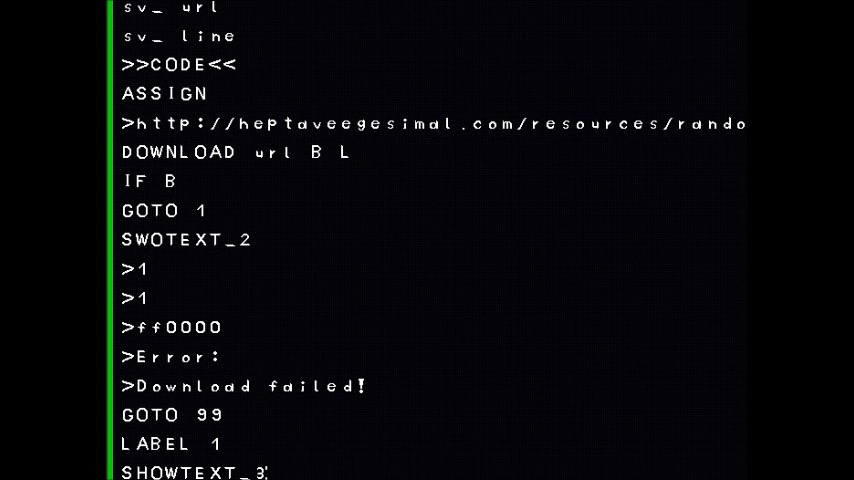 sv_ url
sv_ line
>>CODE<<
ASSIGN
>http://heptaveegesimal.com/resources/rando
DOWNLOAD url B L
IF B
GOTO 1
SWOTEXT_2
>1
>1
>ff0000
>Error:
>Download failed!
GOTO 99
LABEL 1
SHOWTEXT_3